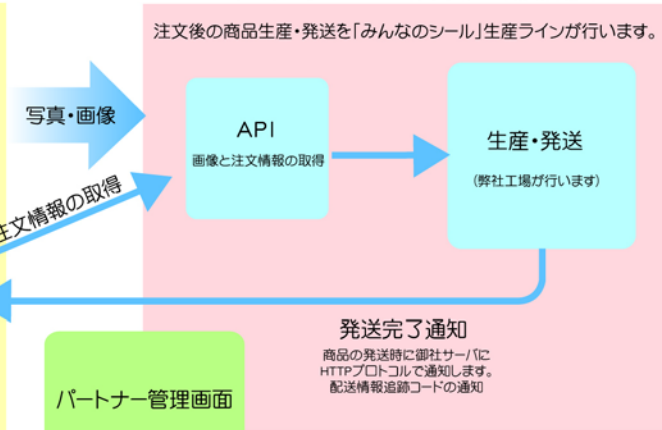 注文後の商品生産・発送を「みんなのシール」生産ラインが行います。
写真・画像
API
画像と注文情報の取得
生産・発送
(弊社工場が行います)
注文情報の取得
発送完了通知
商品の発送時に御社サーバに
HTTPプロトコルで通知します。
配送情報追跡コードの通知
パートナー管理画面